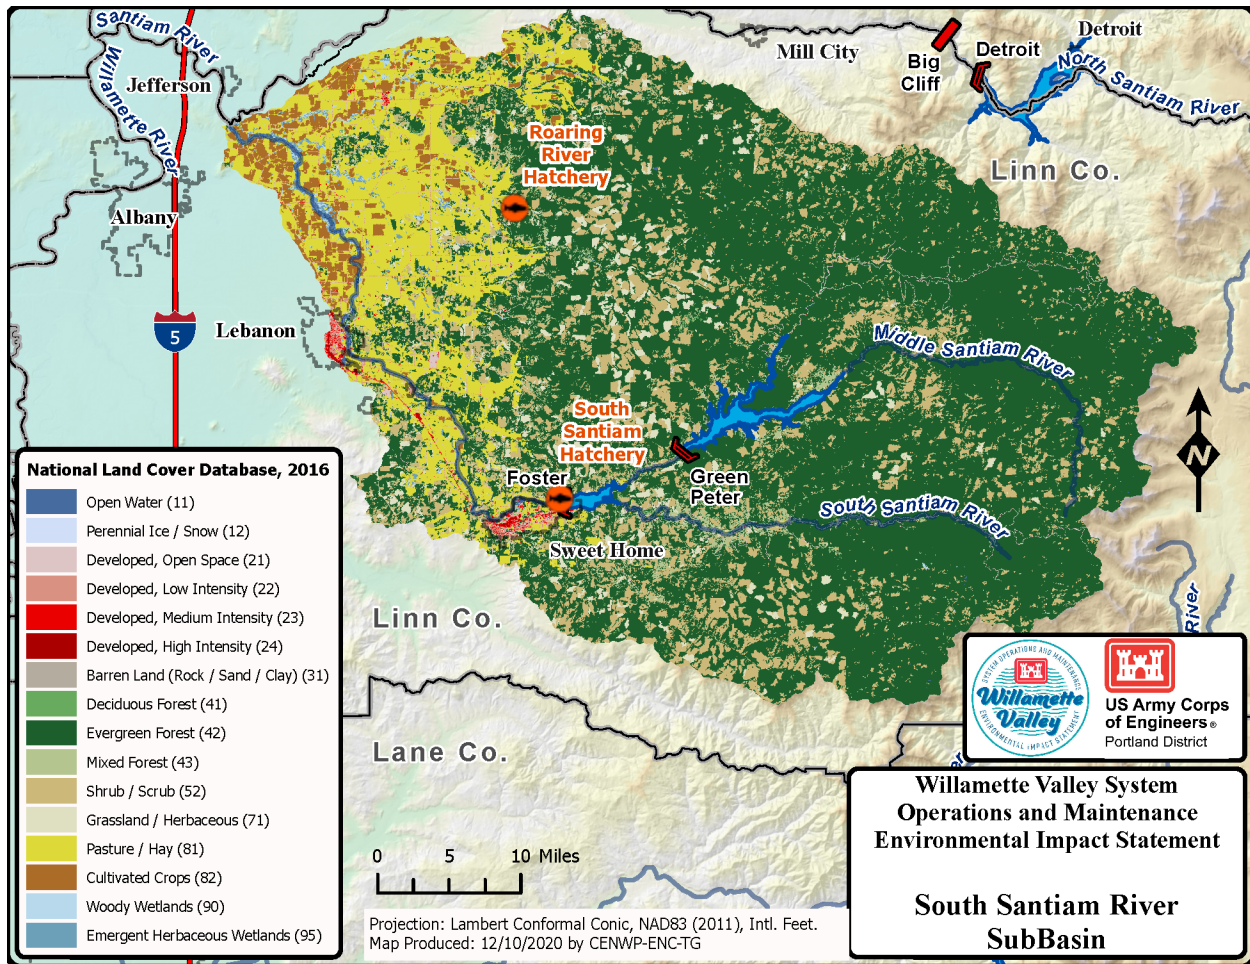 Santiam River
Willamette River
Jefferson
Albany
5
Lebanon
Mill City
Big
Cliff
Detroit
Detroit
North Santiam River
Linn Co.
Roaring
River
Hatchery
Middle Santiam River
South
Santiam
Hatchery
Foster
Green
Peter
South Santiam River
Sweet Home
N
Linn Co.
Lane Co.
River
National Land Cover Database, 2016
Open Water (11)
Perennial Ice / Snow (12)
Developed, Open Space (21)
Developed, Low Intensity (22)
Developed, Medium Intensity (23)
Developed, High Intensity (24)
Barren Land (Rock / Sand / Clay) (31)
Deciduous Forest (41)
Evergreen Forest (42)
Mixed Forest (43)
Shrub / Scrub (52)
Grassland / Herbaceous (71)
Pasture / Hay (81)
Cultivated Crops (82)
Woody Wetlands (90)
Emergent Herbaceous Wetlands (95)
0 5 10 Miles
Projection: Lambert Conformal Conic, NAD83 (2011), Intl. Feet.
Map Produced: 12/10/2020 by CENWP-ENC-TG
SYSTEM OPERATIONS AND MAINTENANCE
Willamette
Valley
ENVIRONMENTAL IMPACT STATEMENT
US Army Corps
of Engineers®
Portland District
Willamette Valley System
Operations and Maintenance
Environmental Impact Statement
South Santiam River
SubBasin